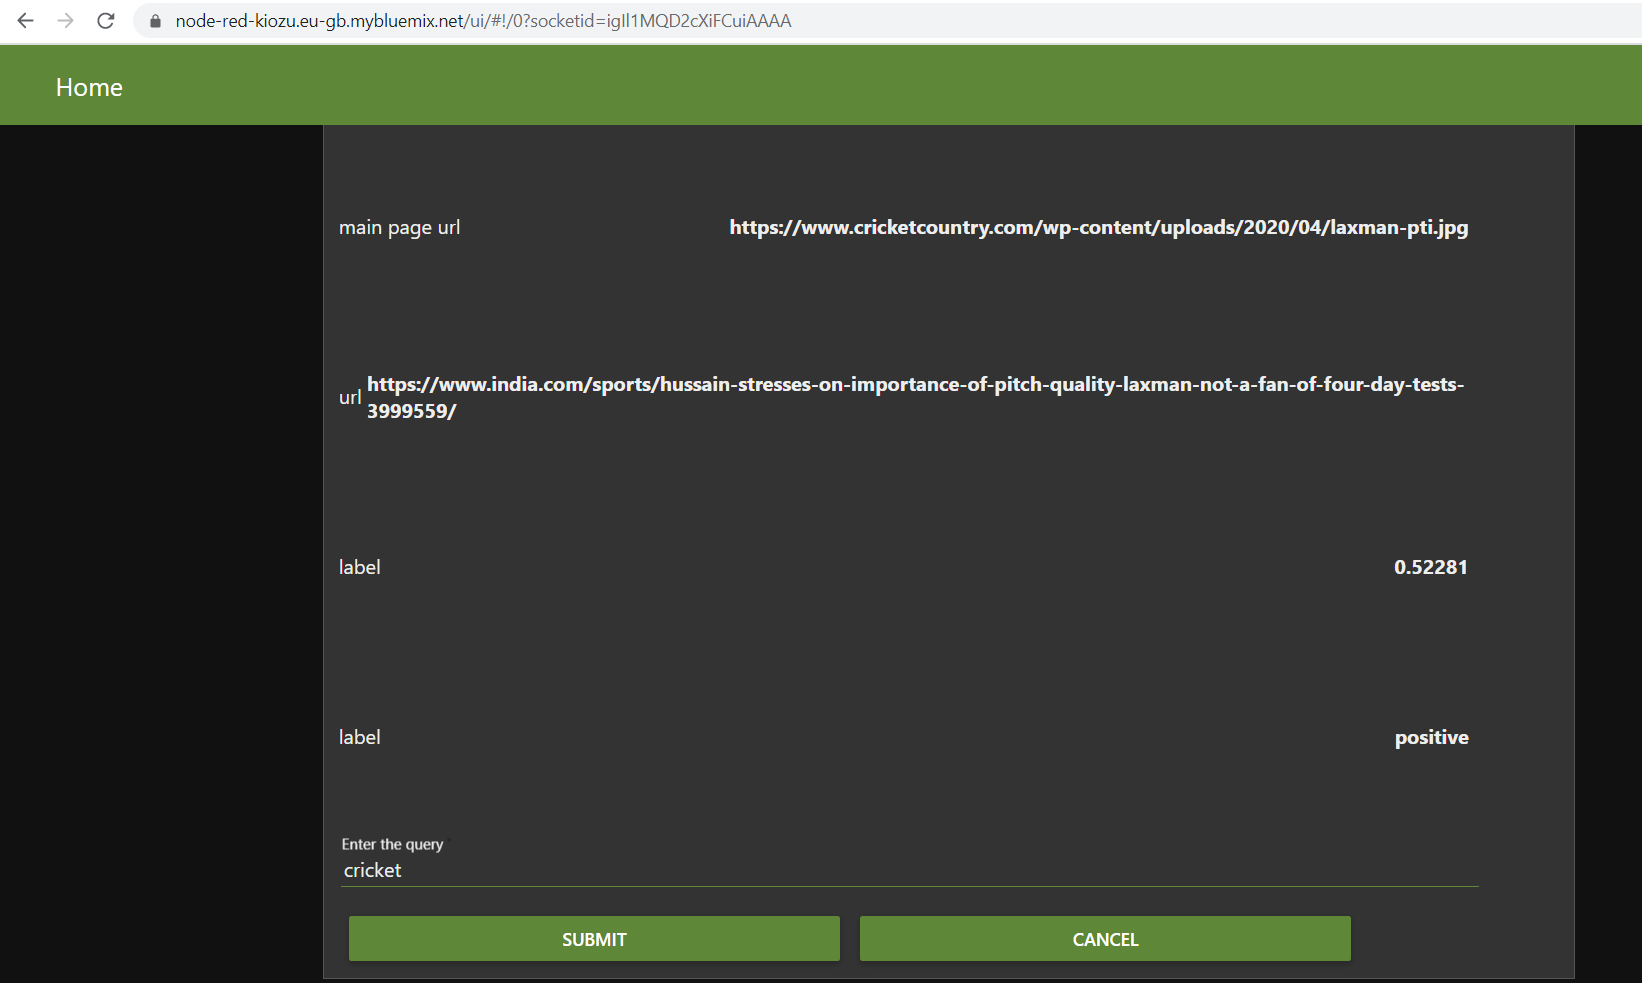 node-red-kiozu.eu-gb.mybluemix.net/ui/#!/0?socketid=igIl1MQD2cXiFCuiAAAA
Home
main page url https://www.cricketcountry.com/wp-content/uploads/2020/04/laxman-pti.jpg
url https://www.india.com/sports/hussain-stresses-on-importance-of-pitch-quality-laxman-not-a-fan-of-four-day-tests-
3999559/
label 0.52281
label positive
Enter the query *
cricket
SUBMIT CANCEL